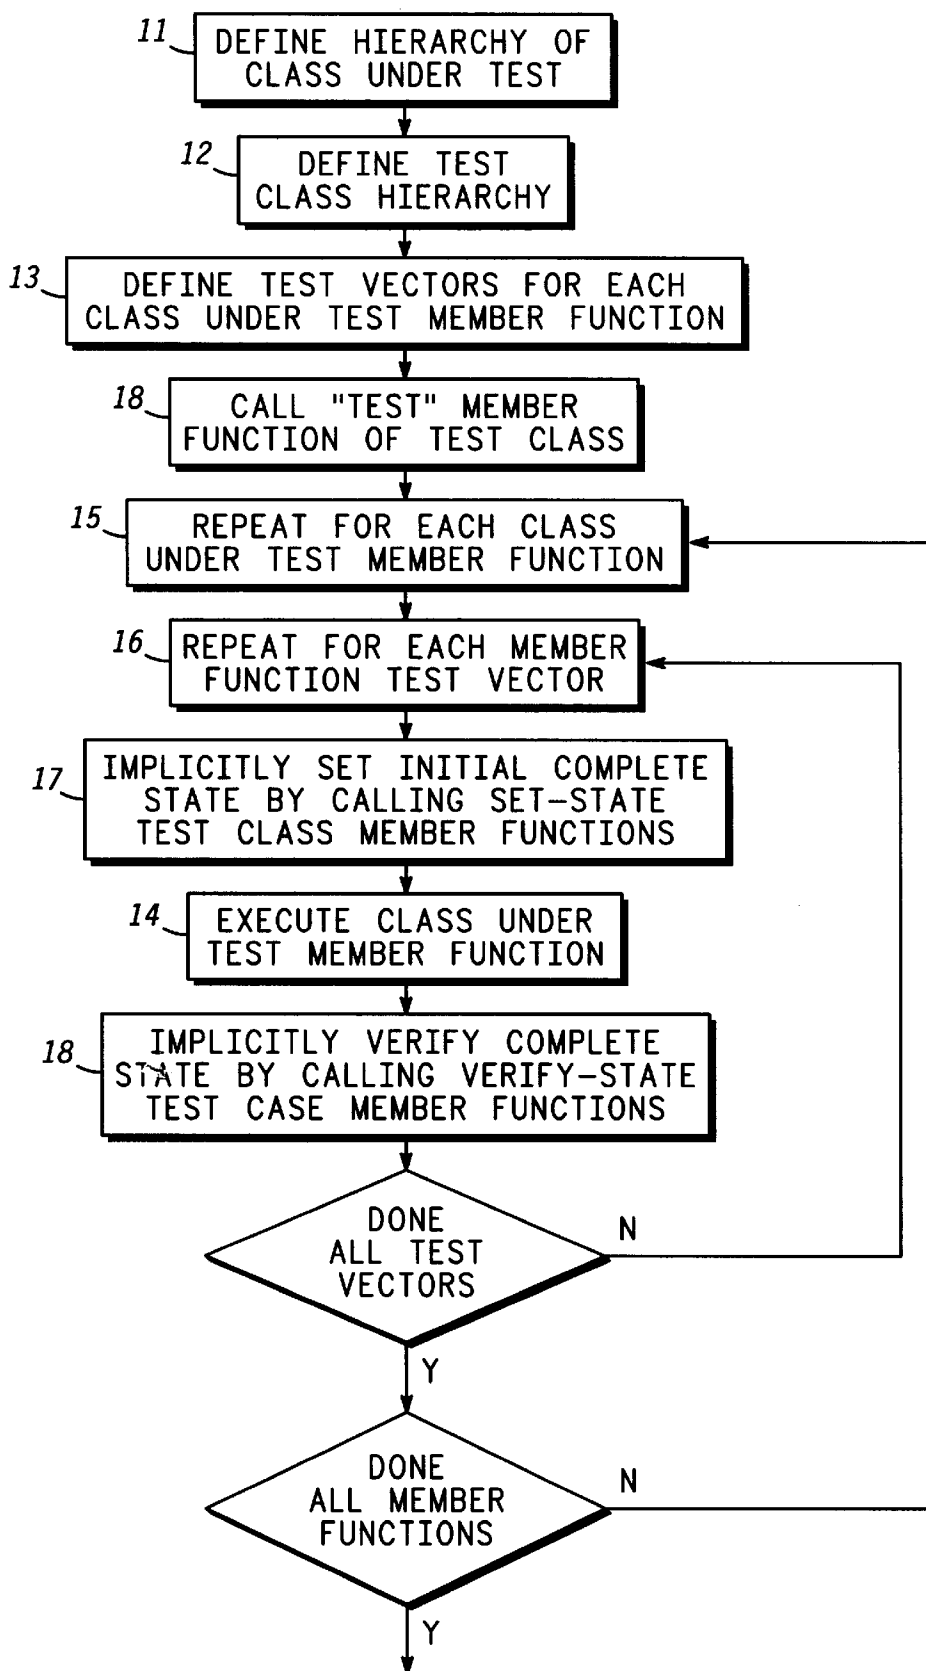 11
DEFINE HIERARCHY OF
CLASS UNDER TEST
12
DEFINE TEST
CLASS HIERARCHY
13
DEFINE TEST VECTORS FOR EACH
CLASS UNDER TEST MEMBER FUNCTION
18
CALL "TEST" MEMBER
FUNCTION OF TEST CLASS
15
REPEAT FOR EACH CLASS
UNDER TEST MEMBER FUNCTION
16
REPEAT FOR EACH MEMBER
FUNCTION TEST VECTOR
17
IMPLICITLY SET INITIAL COMPLETE
STATE BY CALLING SET-STATE
TEST CLASS MEMBER FUNCTIONS
14
EXECUTE CLASS UNDER
TEST MEMBER FUNCTION
18
IMPLICITLY VERIFY COMPLETE
STATE BY CALLING VERIFY-STATE
TEST CASE MEMBER FUNCTIONS
DONE
ALL TEST
VECTORS
N
Y
DONE
ALL MEMBER
FUNCTIONS
N
Y